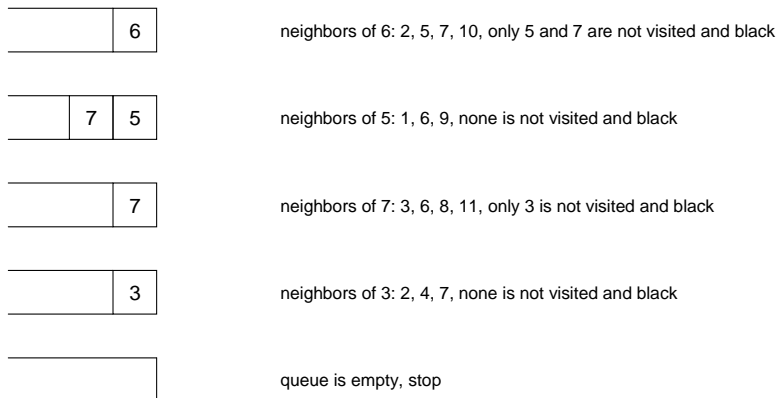 6 neighbors of 6: 2, 5, 7, 10, only 5 and 7 are not visited and black
7 5 neighbors of 5: 1, 6, 9, none is not visited and black
7 neighbors of 7: 3, 6, 8, 11, only 3 is not visited and black
3 neighbors of 3: 2, 4, 7, none is not visited and black
queue is empty, stop